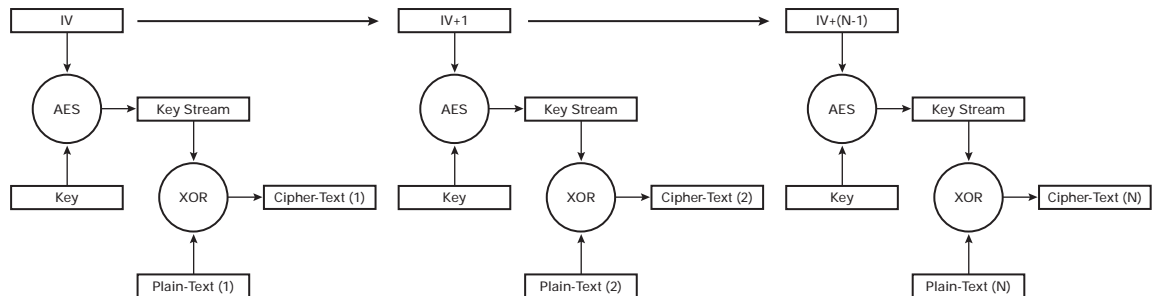 IV
IV+1
IV+(N-1)
AES
Key Stream
AES
Key Stream
AES
Key Stream
Key
XOR
Cipher-Text (1)
Key
XOR
Cipher-Text (2)
Key
XOR
Cipher-Text (N)
Plain-Text (1)
Plain-Text (2)
Plain-Text (N)